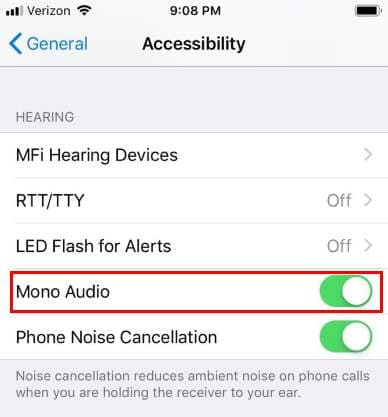 Verizon 9:08 PM
General Accessibility
HEARING
MFi Hearing Devices
RTT/TTY Off
LED Flash for Alerts Off
Mono Audio
Phone Noise Cancellation
Noise cancellation reduces ambient noise on phone calls
when you are holding the receiver to your ear.